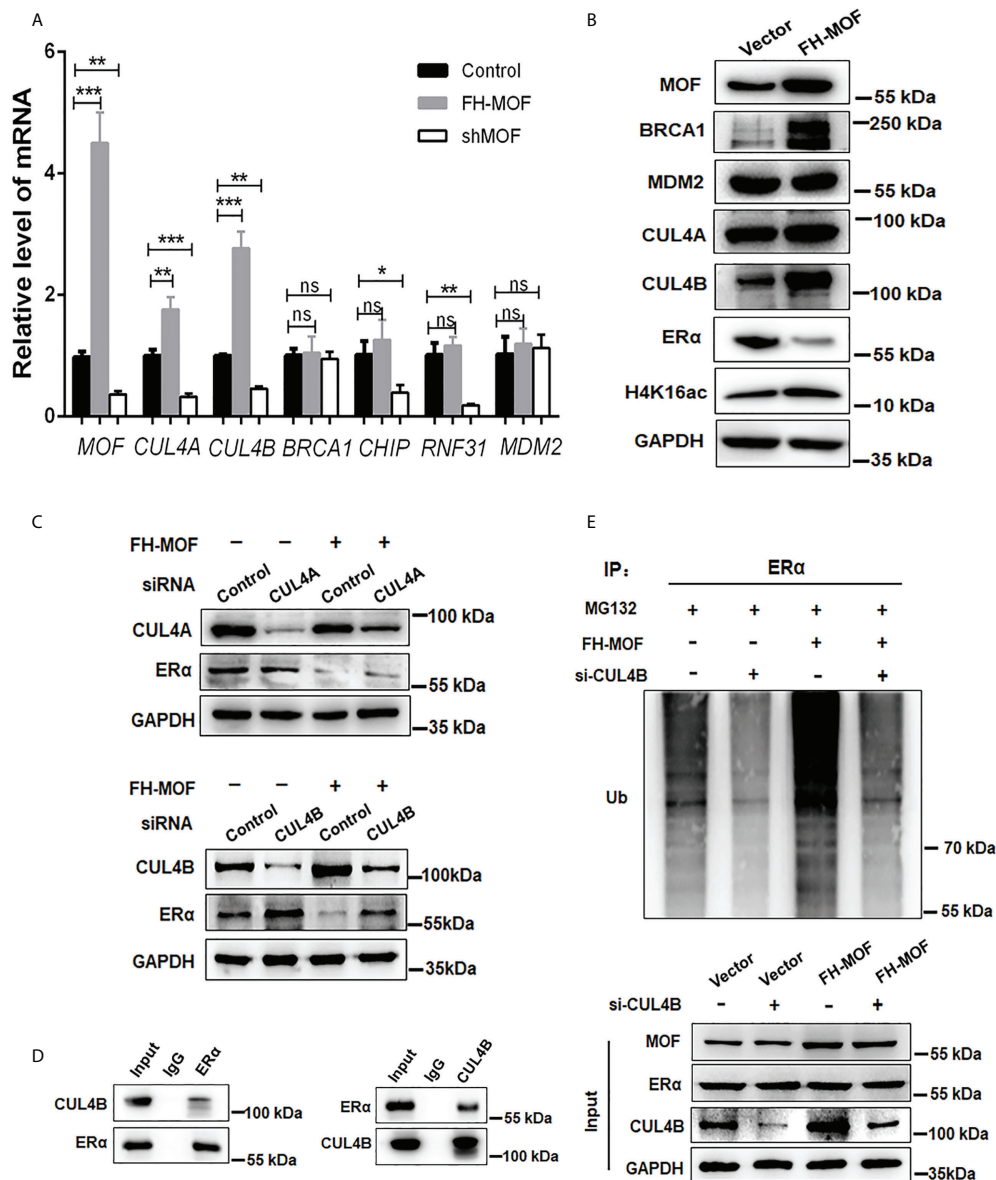 A
Relative level of mRNA
6
4
2
0
** *** *** ** ** *** ns ns * ns ** ns ns ns
Control
FH-MOF
shMOF
MOF CUL4A CUL4B BRCA1 CHIP RNF31 MDM2
B
Vector FH-MOF
MOF 55 kDa
BRCA1 250 kDa
MDM2 55 kDa
CUL4A 100 kDa
CUL4B 100 kDa
ERα 55 kDa
H4K16ac 10 kDa
GAPDH 35 kDa
C
FH-MOF − − + +
siRNA Control CUL4A Control CUL4A
CUL4A 100 kDa
ERα 55 kDa
GAPDH 35 kDa
FH-MOF − − + +
siRNA Control CUL4B Control CUL4B
CUL4B 100kDa
ERα 55kDa
GAPDH 35kDa
D
Input IgG ERα
CUL4B 100 kDa
ERα 55 kDa
Input IgG CUL4B
ERα 55 kDa
CUL4B 100 kDa
E
IP: ERα
MG132 + + + +
FH-MOF - - + +
si-CUL4B - + - +
Ub
70 kDa
55 kDa
Vector Vector FH-MOF FH-MOF
si-CUL4B - + - +
Input
MOF 55 kDa
ERα 55 kDa
CUL4B 100 kDa
GAPDH 35kDa